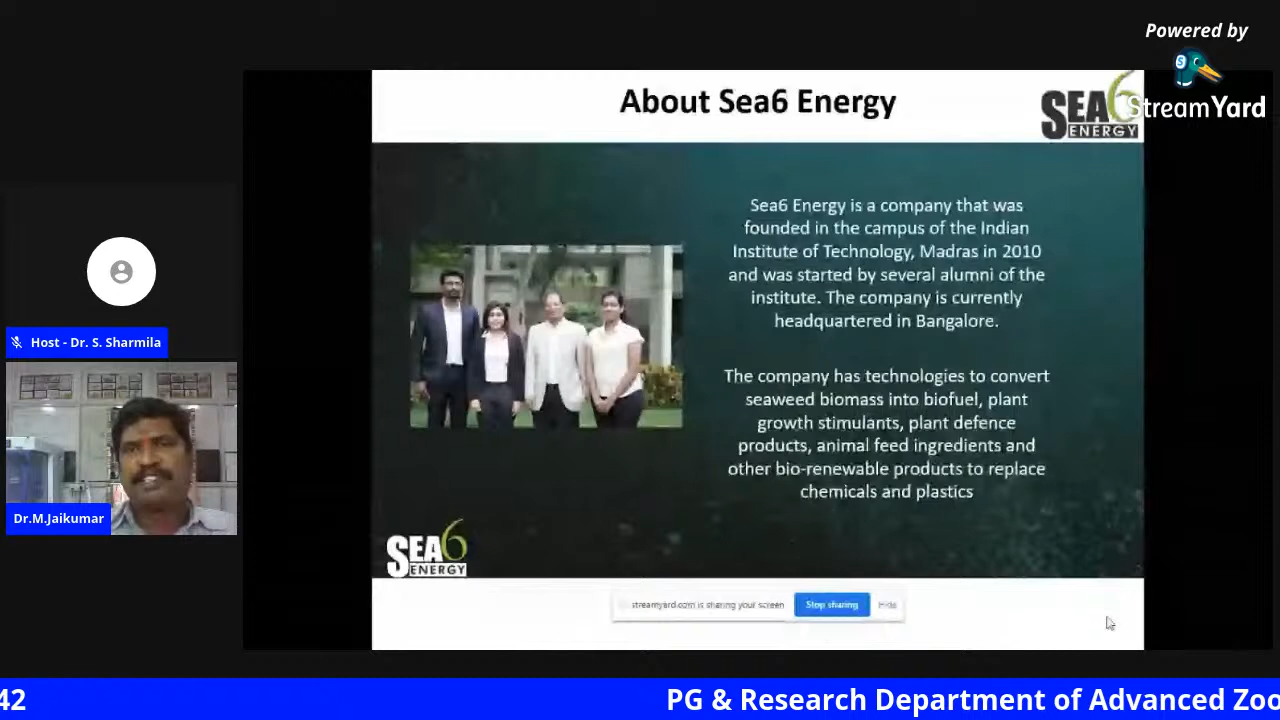 Powered by
StreamYard
About Sea6 Energy
SEA6
ENERGY
Sea6 Energy is a company that was
founded in the campus of the Indian
Institute of Technology, Madras in 2010
and was started by several alumni of the
institute. The company is currently
headquartered in Bangalore.
The company has technologies to convert
seaweed biomass into biofuel, plant
growth stimulants, plant defence
products, animal feed ingredients and
other bio-renewable products to replace
chemicals and plastics
SEA6
ENERGY
Host - Dr. S. Sharmila
Dr.M.Jaikumar
streamyard.com is sharing your screen
Stop sharing
Hide
42
PG & Research Department of Advanced Zoo